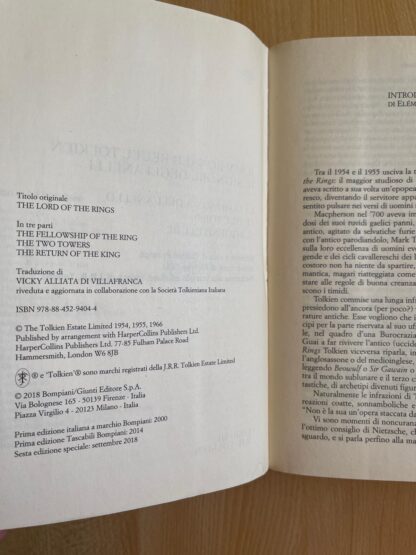 Titolo originale
THE LORD OF THE RINGS
In tre parti
THE FELLOWSHIP OF THE RING
THE TWO TOWERS
THE RETURN OF THE KING
Traduzione di
VICKY ALLIATA DI VILLAFRANCA
riveduta e aggiornata in collaborazione con la Società Tolkieniana Italiana
ISBN 978-88-452-9404-4
© The Tolkien Estate Limited 1954, 1955, 1966
Published by arrangement with HarperCollins Publishers Ltd.
HarperCollins Publishers Ltd. 77-85 Fulham Palace Road
Hammersmith, London W6 8JB
® e 'Tolkien'® sono marchi registrati della J.R.R. Tolkien Estate Limited
© 2018 Bompiani/Giunti Editore S.p.A.
Via Bolognese 165 - 50139 Firenze - Italia
Piazza Virgilio 4 - 20123 Milano - Italia
Prima edizione italiana a marchio Bompiani 2000
Prima edizione Tascabili Bompiani: 2014
Sesta edizione speciale: settembre 2018
INTROD
DI ELÉM
Tra il 1954 e il 1955 usciva la t
the Rings: il maggior studioso di
aveva scritto a sua volta un'epopea
resco, diventando il servitore appa
sentito pulsare nei versi di uomini
Macpherson nel '700 aveva im
dosi dei suoi ruvidi gaelici panni,
antico, agitato da selvatiche furie
con l'antico parodiandolo, Mark T
sulla loro eccellenza di uomini eve
gende e dei cicli cavallereschi dei l
costoro non ha niente da spartire,
mantica, magari riatteggiata come
stare alle regole di buona creanza
cono i timidi.
Tolkien commise una lunga infr
presiedono all'ancora (per poco?)
rature antiche. Esse vogliono che i
cipi per la parte riservata al suo uf
le, nel quadro d'una Burocrazia
Guai a far rivivere l'antico (uccide
Rings Tolkien viceversa riparla, in
l'anglosassone o del medioinglese,
leggendo Beowulf o Sir Gawain o
tra il mondo sublunare e il terzo
tastiche, di archetipi divenuti figur
Naturalmente le infrazioni di T
reazioni coatte, sonnamboliche e
"Non è la sua un'opera staccata da
Vi sono momenti di noncuranz
l'ottimo consiglio di Nietzsche, ch
sguardo, e si parla perfino alla ma